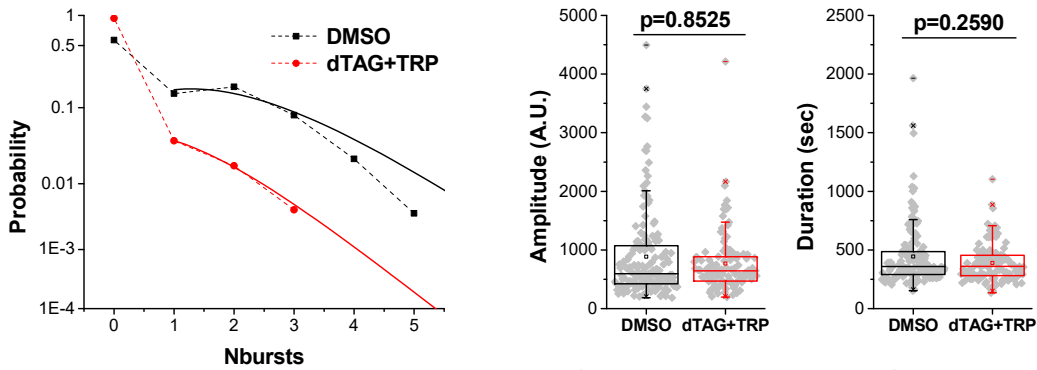 1
0.5
0.1
0.01
1E-3
1E-4
Probability
0 1 2 3 4 5
Nbursts
DMSO
dTAG+TRP
p=0.8525
5000
4000
3000
2000
1000
0
Amplitude (A.U.)
DMSO dTAG+TRP
p=0.2590
2500
2000
1500
1000
500
0
Duration (sec)
DMSO dTAG+TRP